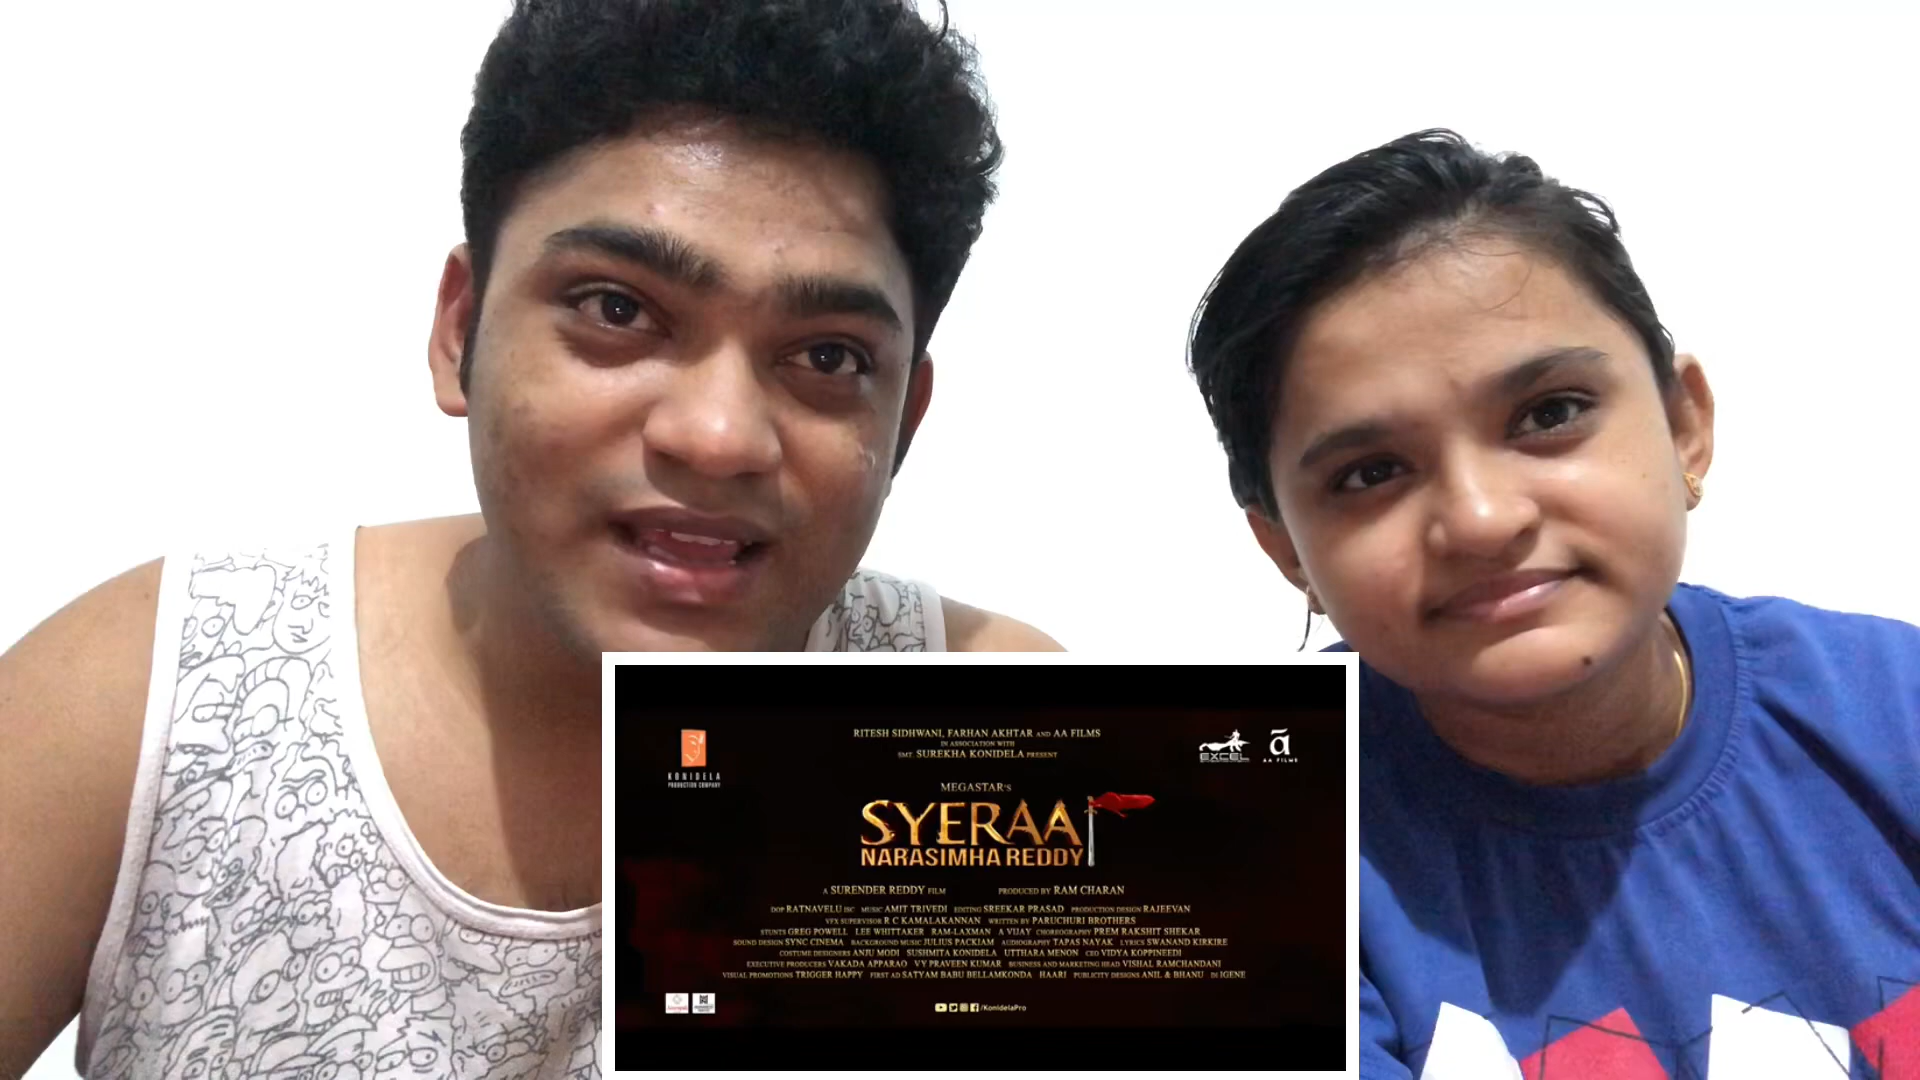 RITESH SIDHWANI, FARHAN AKHTAR AND AA FILMS
IN ASSOCIATION WITH
SMT. SUREKHA KONIDELA PRESENT
KONIDELA
PRODUCTION COMPANY
EXCEL
ā
AA FILMS
MEGASTAR'S
SYERAA
NARASIMHA REDDY
A SURENDER REDDY FILM PRODUCED BY RAM CHARAN
DOP RATNAVELU ISC MUSIC AMIT TRIVEDI EDITING SREEKAR PRASAD PRODUCTION DESIGN RAJEEVAN
VFX SUPERVISOR R C KAMALAKANNAN WRITTEN BY PARUCHURI BROTHERS
STUNTS GREG POWELL LEE WHITTAKER RAM-LAXMAN A VIJAY CHOREOGRAPHY PREM RAKSHIT SHEKAR
SOUND DESIGN SYNC CINEMA BACKGROUND MUSIC JULIUS PACKIAM AUDIOGRAPHY TAPAS NAYAK LYRICS SWANAND KIRKIRE
COSTUME DESIGNERS ANJU MODI SUSHMITA KONIDELA UTTHARA MENON CEO VIDYA KOPPINEEDI
EXECUTIVE PRODUCERS VAKADA APPARAO VY PRAVEEN KUMAR BUSINESS AND MARKETING HEAD VISHAL RAMCHANDANI
VISUAL PROMOTIONS TRIGGER HAPPY FIRST AD SATYAM BABU BELLAMKONDA HAARI PUBLICITY DESIGNS ANIL & BHANU DI IGENE
/KonidelaPro